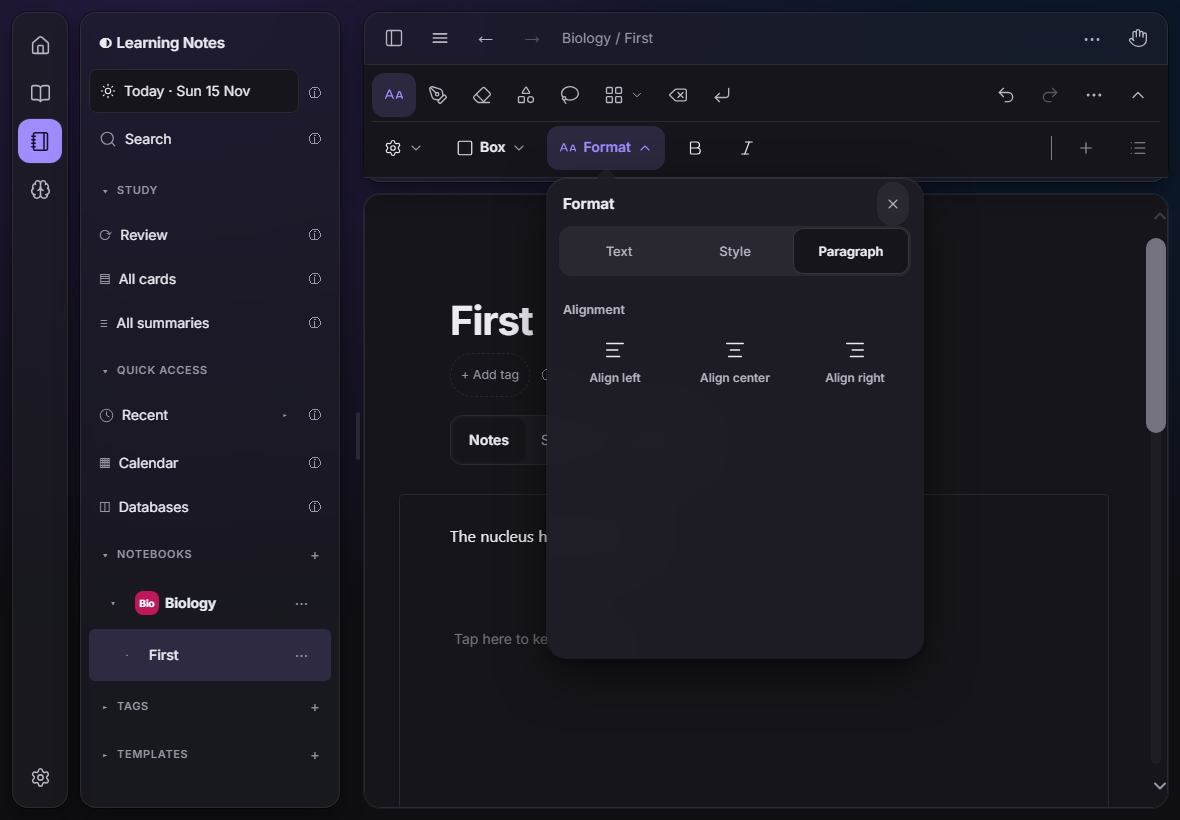 Learning Notes
Today · Sun 15 Nov
Search
STUDY
Review
All cards
All summaries
QUICK ACCESS
Recent
Calendar
Databases
NOTEBOOKS
Bio Biology
First
TAGS
TEMPLATES
Biology / First
AA
Box
AA Format
B
I
Format
Text
Style
Paragraph
Alignment
Align left
Align center
Align right
First
+ Add tag
Notes
S
The nucleus h
Tap here to ke